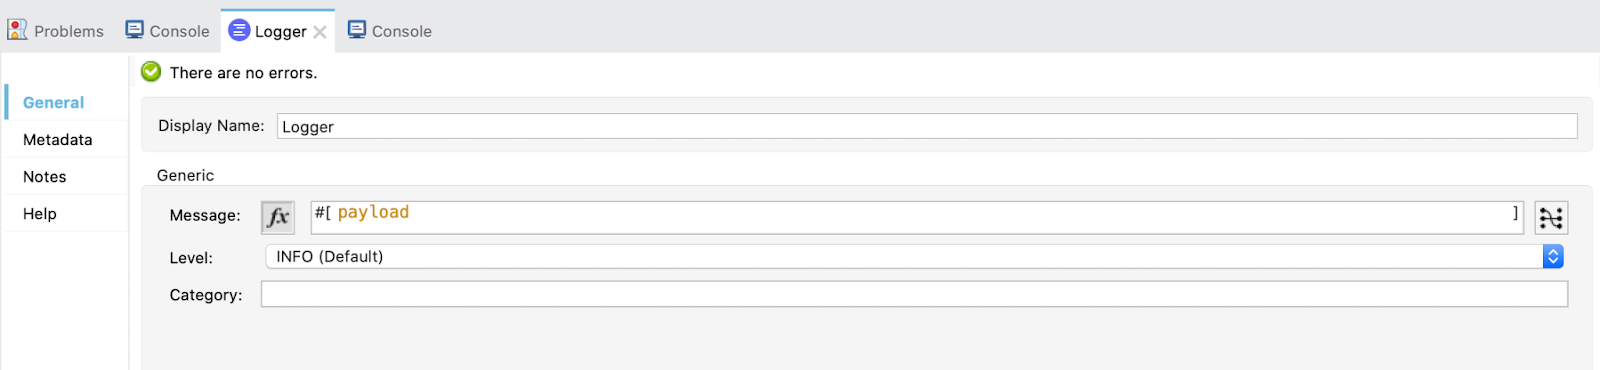 Problems Console Logger Console
There are no errors.
General
Metadata
Notes
Help
Display Name: Logger
Generic
Message: fx #[ payload ]
Level: INFO (Default)
Category: